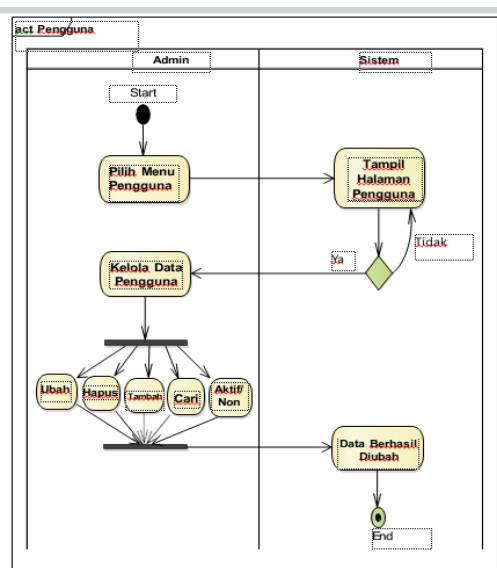 act Pengguna
Admin
Sistem
Start
Pilih Menu
Pengguna
Tampil
Halaman
Pengguna
Tidak
Ya
Kelola Data
Pengguna
Ubah
Hapus
Tambah
Cari
Aktif/
Non
Data Berhasil
Diubah
End